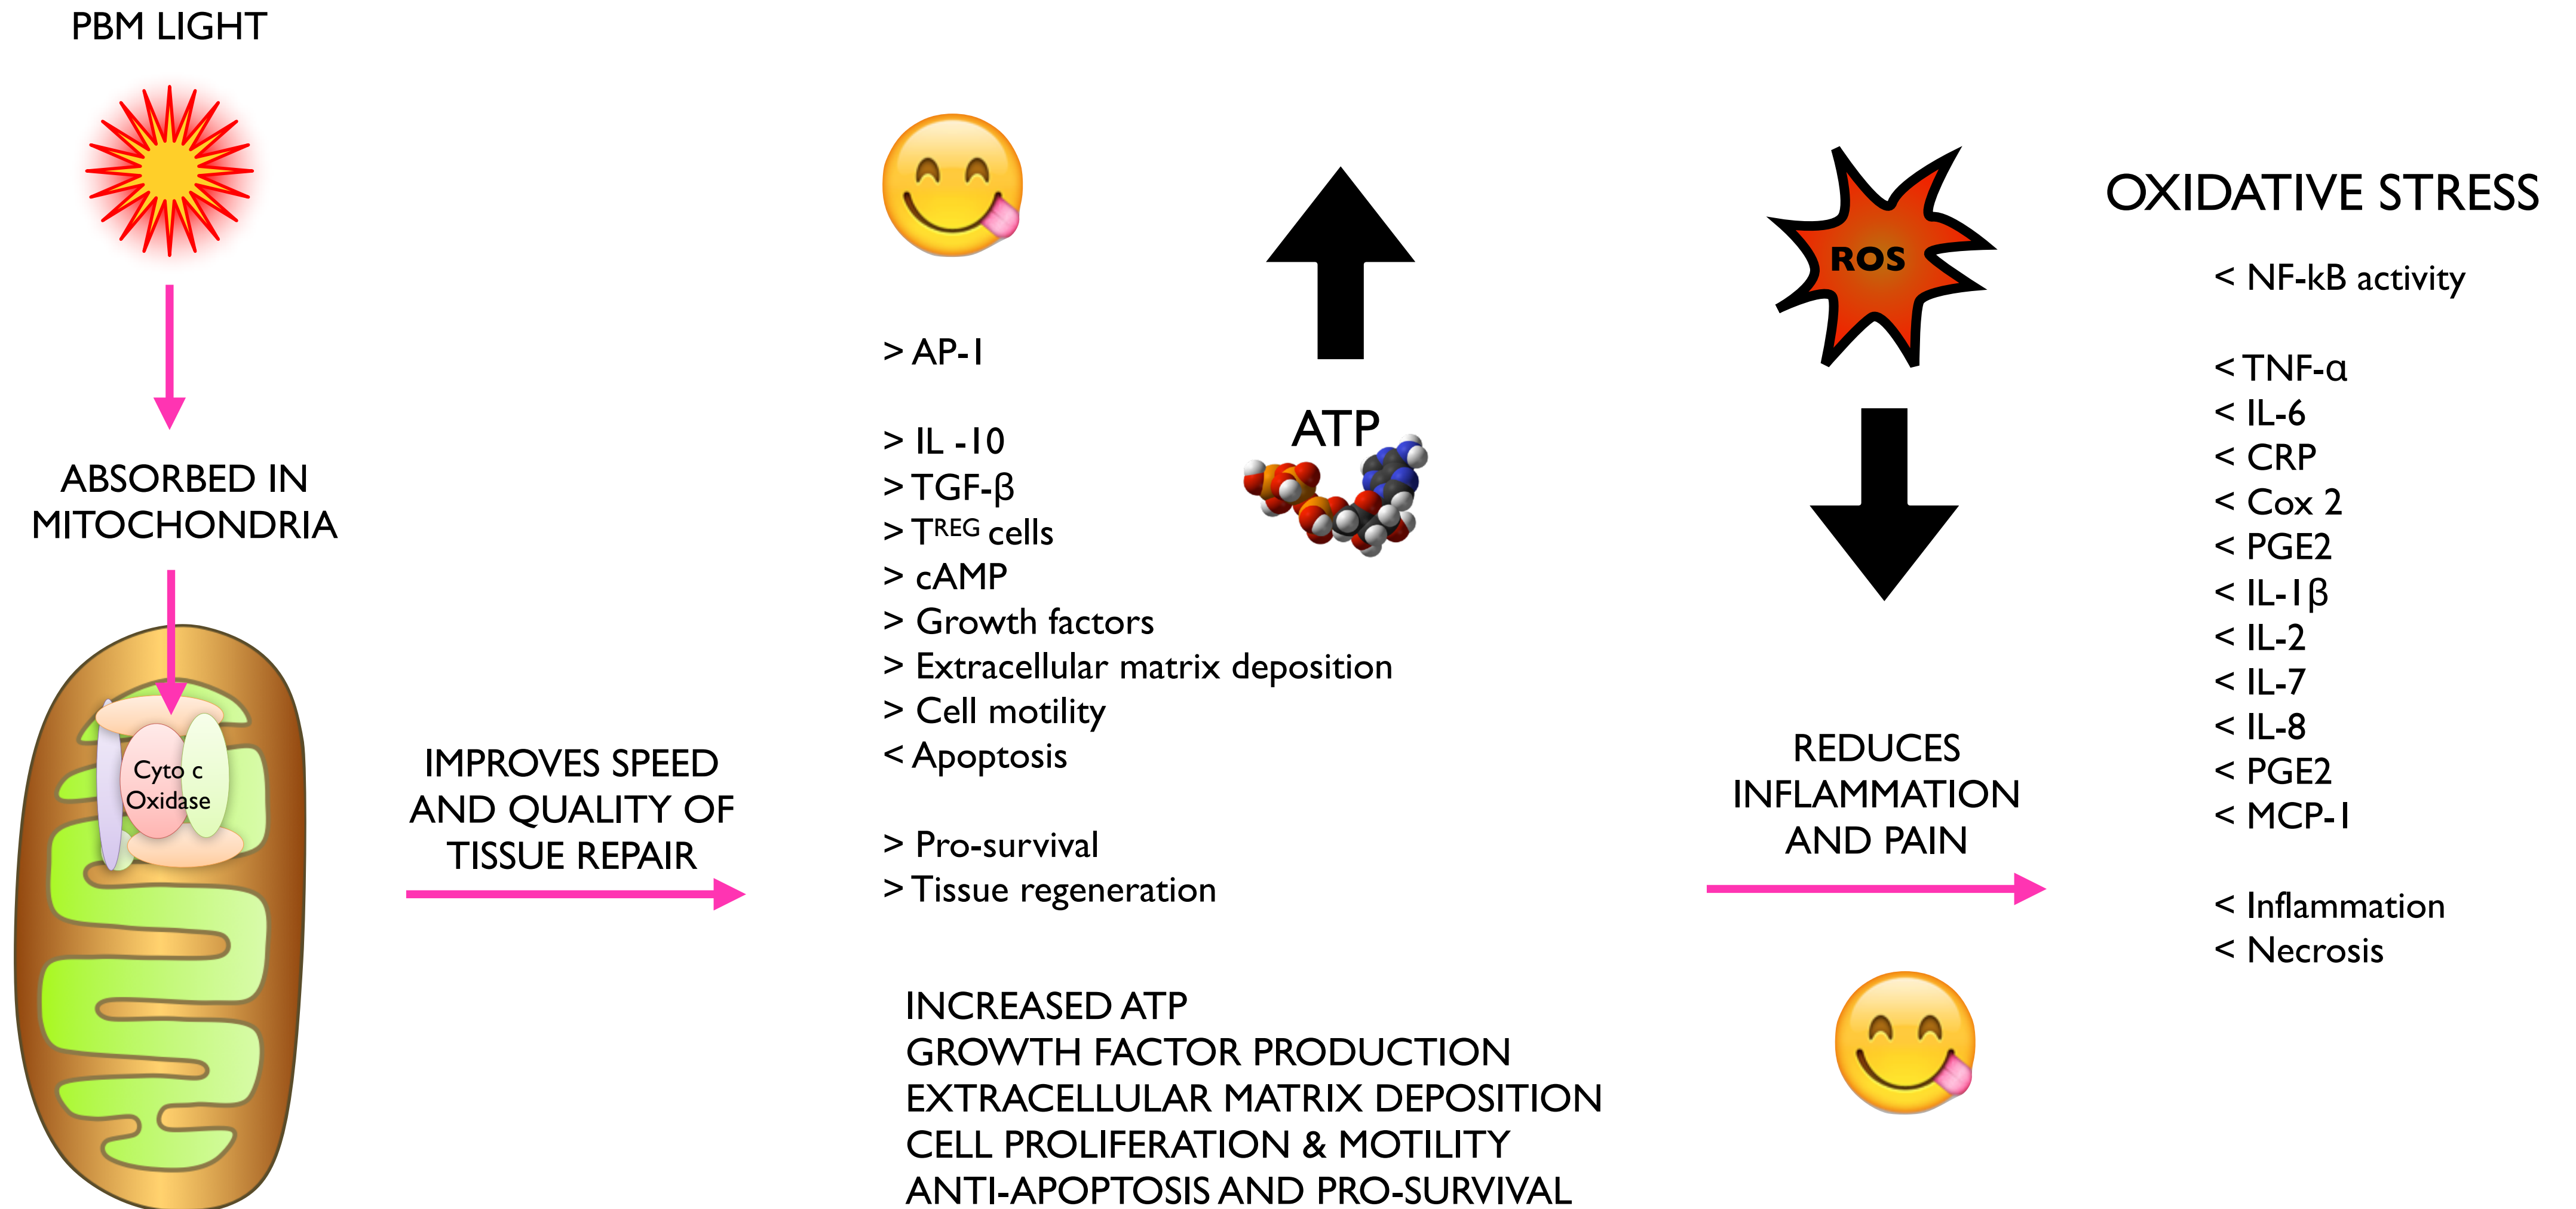 PBM LIGHT
ABSORBED IN
MITOCHONDRIA
Cyto c
Oxidase
IMPROVES SPEED
AND QUALITY OF
TISSUE REPAIR
> AP-1
> IL -10
> TGF-β
> TREG cells
> cAMP
> Growth factors
> Extracellular matrix deposition
> Cell motility
< Apoptosis
> Pro-survival
> Tissue regeneration
ATP
INCREASED ATP
GROWTH FACTOR PRODUCTION
EXTRACELLULAR MATRIX DEPOSITION
CELL PROLIFERATION & MOTILITY
ANTI-APOPTOSIS AND PRO-SURVIVAL
ROS
REDUCES
INFLAMMATION
AND PAIN
OXIDATIVE STRESS
< NF-kB activity
< TNF-α
< IL-6
< CRP
< Cox 2
< PGE2
< IL-1β
< IL-2
< IL-7
< IL-8
< PGE2
< MCP-1
< Inflammation
< Necrosis